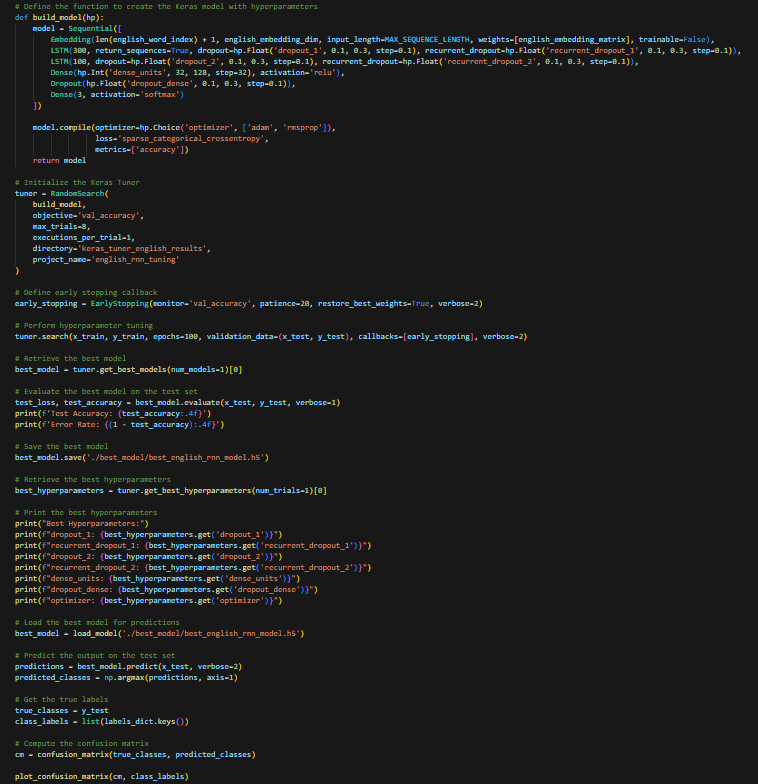 # Define the function to create the Keras model with hyperparameters
def build_model(hp):
    model = Sequential([
        Embedding(len(english_word_index) + 1, english_embedding_dim, input_length=MAX_SEQUENCE_LENGTH, weights=[english_embedding_matrix], trainable=False),
        LSTM(300, return_sequences=True, dropout=hp.Float('dropout_1', 0.1, 0.3, step=0.1), recurrent_dropout=hp.Float('recurrent_dropout_1', 0.1, 0.3, step=0.1)),
        LSTM(100, dropout=hp.Float('dropout_2', 0.1, 0.3, step=0.1), recurrent_dropout=hp.Float('recurrent_dropout_2', 0.1, 0.3, step=0.1)),
        Dense(hp.Int('dense_units', 32, 128, step=32), activation='relu'),
        Dropout(hp.Float('dropout_dense', 0.1, 0.3, step=0.1)),
        Dense(3, activation='softmax')
    ])
    model.compile(optimizer=hp.Choice('optimizer', ['adam', 'rmsprop']),
                  loss='sparse_categorical_crossentropy',
                  metrics=['accuracy'])
    return model
# Initialize the Keras Tuner
tuner = RandomSearch(
    build_model,
    objective='val_accuracy',
    max_trials=8,
    executions_per_trial=1,
    directory='keras_tuner_english_results',
    project_name='english_rnn_tuning'
)
# Define early stopping callback
early_stopping = EarlyStopping(monitor='val_accuracy', patience=20, restore_best_weights=True, verbose=2)
# Perform hyperparameter tuning
tuner.search(x_train, y_train, epochs=100, validation_data=(x_test, y_test), callbacks=[early_stopping], verbose=2)
# Retrieve the best model
best_model = tuner.get_best_models(num_models=1)[0]
# Evaluate the best model on the test set
test_loss, test_accuracy = best_model.evaluate(x_test, y_test, verbose=1)
print(f'Test Accuracy: {test_accuracy:.4f}')
print(f'Error Rate: {(1 - test_accuracy):.4f}')
# Save the best model
best_model.save('./best_model/best_english_rnn_model.h5')
# Retrieve the best hyperparameters
best_hyperparameters = tuner.get_best_hyperparameters(num_trials=1)[0]
# Print the best hyperparameters
print("Best Hyperparameters:")
print(f"dropout_1: {best_hyperparameters.get('dropout_1')}")
print(f"recurrent_dropout_1: {best_hyperparameters.get('recurrent_dropout_1')}")
print(f"dropout_2: {best_hyperparameters.get('dropout_2')}")
print(f"recurrent_dropout_2: {best_hyperparameters.get('recurrent_dropout_2')}")
print(f"dense_units: {best_hyperparameters.get('dense_units')}")
print(f"dropout_dense: {best_hyperparameters.get('dropout_dense')}")
print(f"optimizer: {best_hyperparameters.get('optimizer')}")
# Load the best model for predictions
best_model = load_model('./best_model/best_english_rnn_model.h5')
# Predict the output on the test set
predictions = best_model.predict(x_test, verbose=2)
predicted_classes = np.argmax(predictions, axis=1)
# Get the true labels
true_classes = y_test
class_labels = list(labels_dict.keys())
# Compute the confusion matrix
cm = confusion_matrix(true_classes, predicted_classes)
plot_confusion_matrix(cm, class_labels)